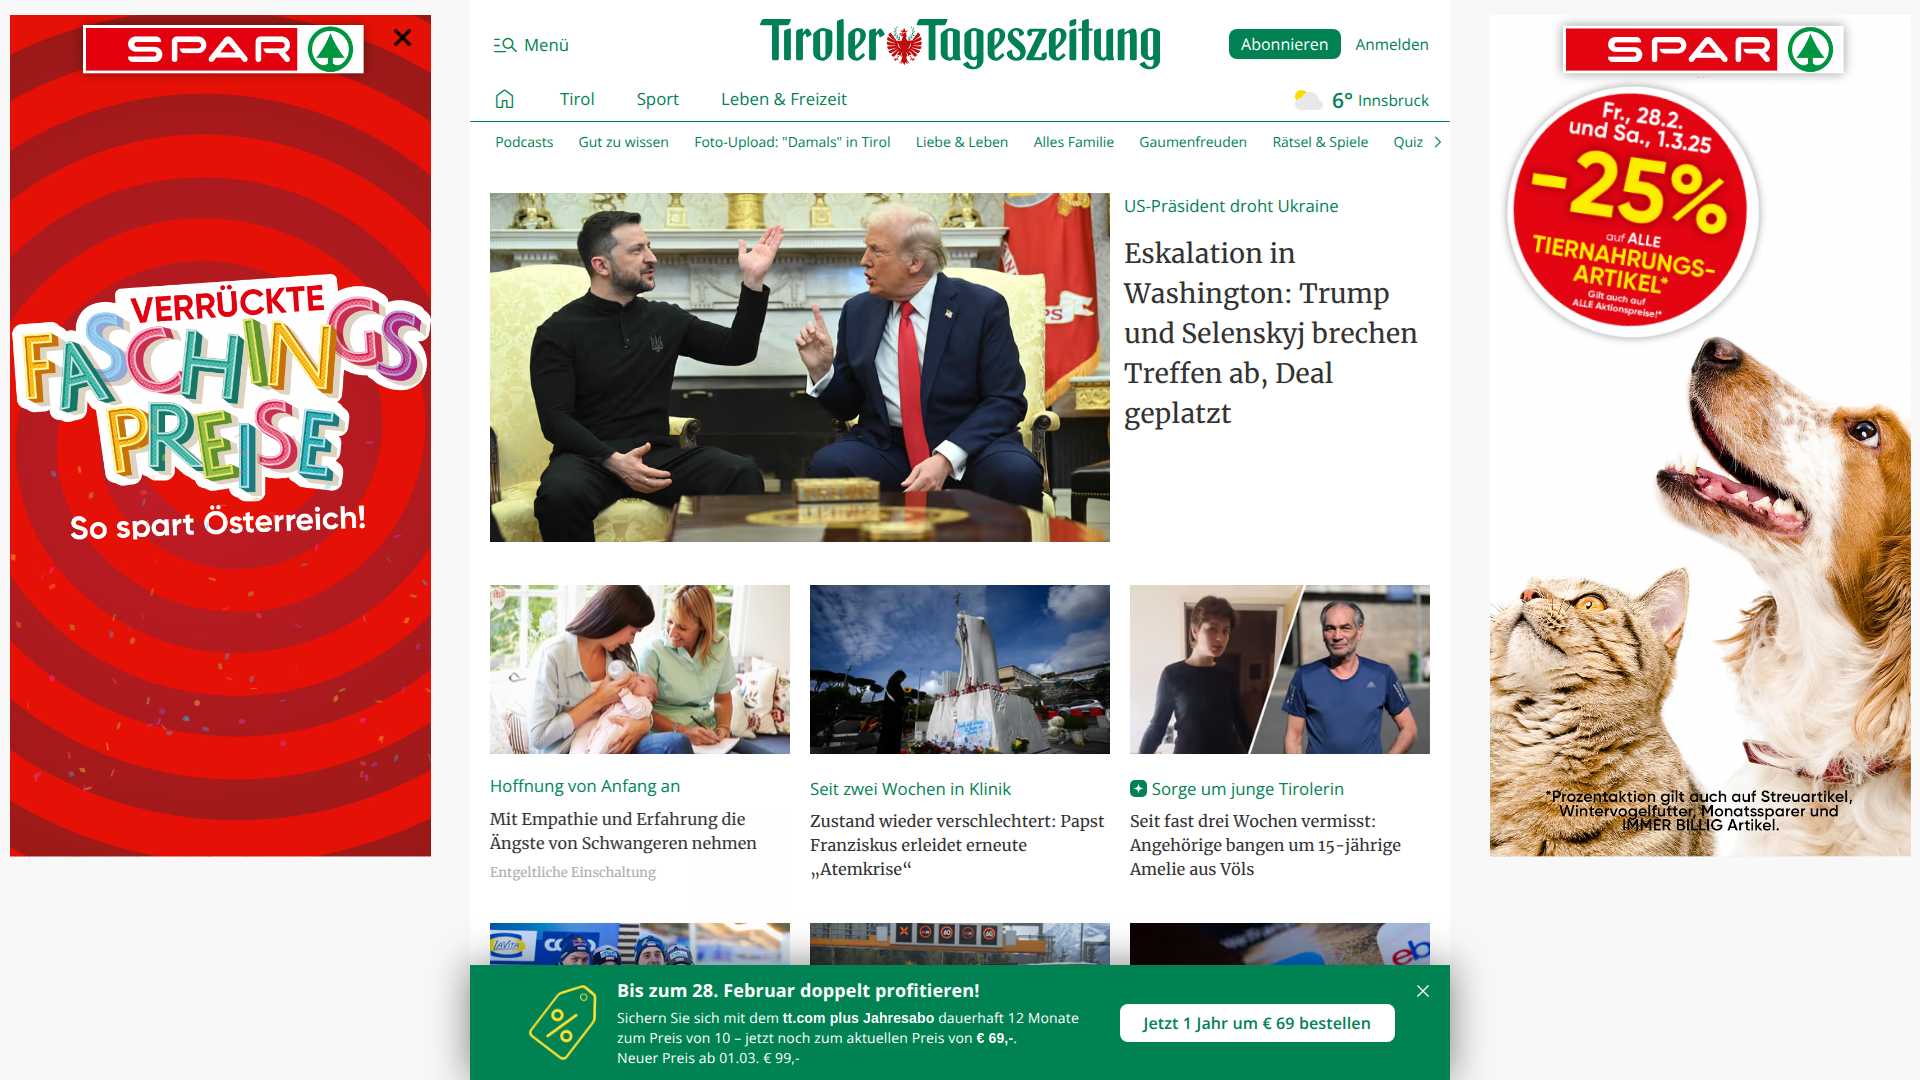 SPAR
VERRÜCKTE
FASCHINGS
PREISE
So spart Österreich!
Menü
Tiroler Tageszeitung
Abonnieren
Anmelden
Tirol
Sport
Leben & Freizeit
6° Innsbruck
Podcasts
Gut zu wissen
Foto-Upload: "Damals" in Tirol
Liebe & Leben
Alles Familie
Gaumenfreuden
Rätsel & Spiele
Quiz
US-Präsident droht Ukraine
Eskalation in
Washington: Trump
und Selenskyj brechen
Treffen ab, Deal
geplatzt
Hoffnung von Anfang an
Mit Empathie und Erfahrung die
Ängste von Schwangeren nehmen
Entgeltliche Einschaltung
Seit zwei Wochen in Klinik
Zustand wieder verschlechtert: Papst
Franziskus erleidet erneute
„Atemkrise“
Sorge um junge Tirolerin
Seit fast drei Wochen vermisst:
Angehörige bangen um 15-jährige
Amelie aus Völs
Bis zum 28. Februar doppelt profitieren!
Sichern Sie sich mit dem tt.com plus Jahresabo dauerhaft 12 Monate
zum Preis von 10 – jetzt noch zum aktuellen Preis von € 69,-.
Neuer Preis ab 01.03. € 99,-
Jetzt 1 Jahr um € 69 bestellen
SPAR
Fr., 28.2.
und Sa., 1.3.25
-25%
auf ALLE
TIERNAHRUNGS-
ARTIKEL*
Gilt auch auf
ALLE Aktionspreise!*
*Prozentaktion gilt auch auf Streuartikel,
Wintervogelfutter, Monatssparer und
IMMER BILLIG Artikel.